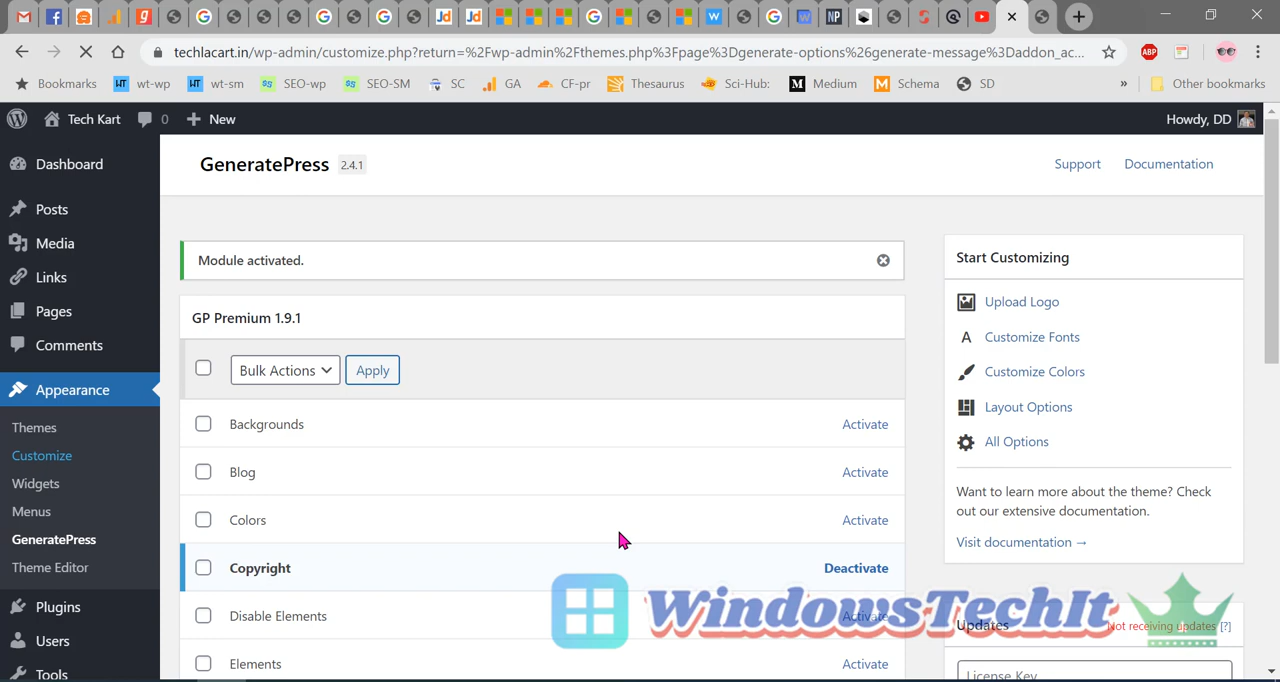 techlacart.in/wp-admin/customize.php?return=%2Fwp-admin%2Fthemes.php%3Fpage%3Dgenerate-options%26generate-message%3Daddon_ac...
ABP
Bookmarks
WT wt-wp
WT wt-sm
SS SEO-wp
SS SEO-SM
SC
GA
CF-pr
Thesaurus
Sci-Hub:
Medium
Schema
SD
»
Other bookmarks
Tech Kart
0
New
Howdy, DD
Dashboard
Posts
Media
Links
Pages
Comments
Appearance
Themes
Customize
Widgets
Menus
GeneratePress
Theme Editor
Plugins
Users
Tools
GeneratePress 2.4.1
Support
Documentation
Module activated.
GP Premium 1.9.1
Bulk Actions
Apply
Backgrounds Activate
Blog Activate
Colors Activate
Copyright Deactivate
Disable Elements Activate
Elements Activate
Start Customizing
Upload Logo
A Customize Fonts
Customize Colors
Layout Options
All Options
Want to learn more about the theme? Check
out our extensive documentation.
Visit documentation →
Updates Not receiving updates [?]
License Key
WindowsTechIt